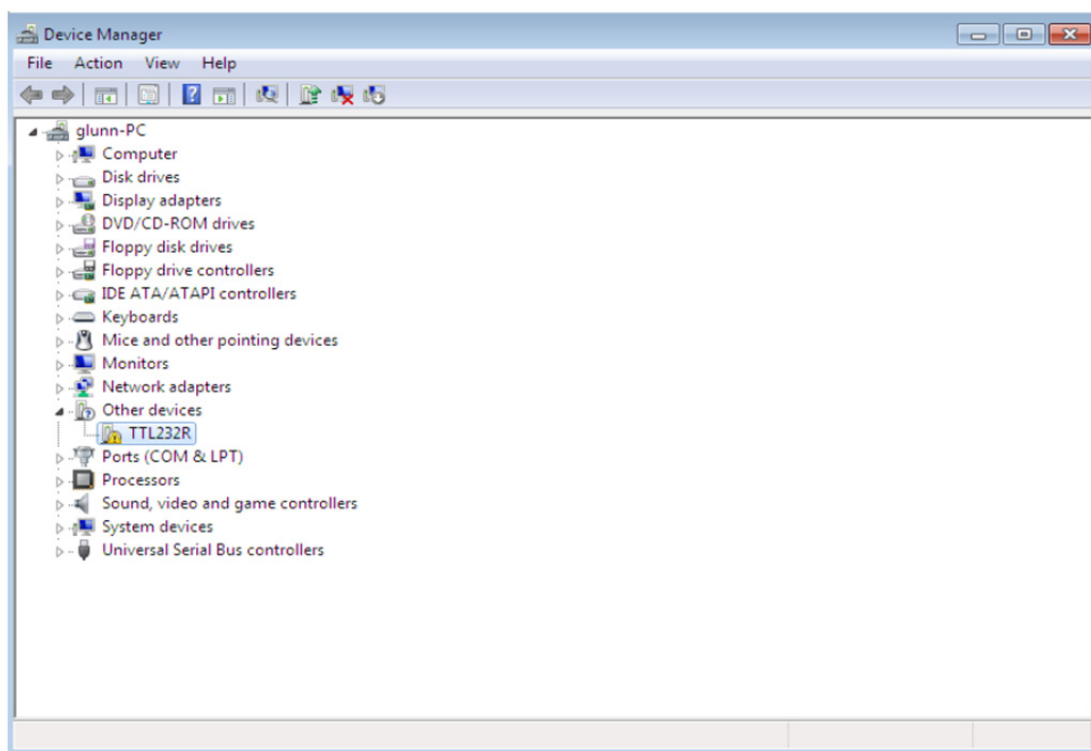 Device Manager
File Action View Help
glunn-PC
Computer
Disk drives
Display adapters
DVD/CD-ROM drives
Floppy disk drives
Floppy drive controllers
IDE ATA/ATAPI controllers
Keyboards
Mice and other pointing devices
Monitors
Network adapters
Other devices
TTL232R
Ports (COM & LPT)
Processors
Sound, video and game controllers
System devices
Universal Serial Bus controllers